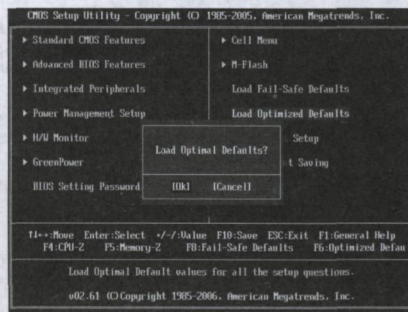 CMOS Setup Utility - Copyright (C) 1985-2005, American Megatrends, Inc.
Standard CMOS Features
Advanced BIOS Features
Integrated Peripherals
Power Management Setup
H/W Monitor
GreenPower
BIOS Setting Password
Cell Menu
M-Flash
Load Fail-Safe Defaults
Load Optimized Defaults
Setup
t Saving
Load Optimal Defaults?
[Ok] [Cancel]
↑↓←→:Move Enter:Select +/-/:Value F10:Save ESC:Exit F1:General Help
F4:CPU-Z F5:Memory-Z F8:Fail-Safe Defaults F6:Optimized Defau
Load Optimal Default values for all the setup questions.
v02.61 (C)Copyright 1985-2006, American Megatrends, Inc.